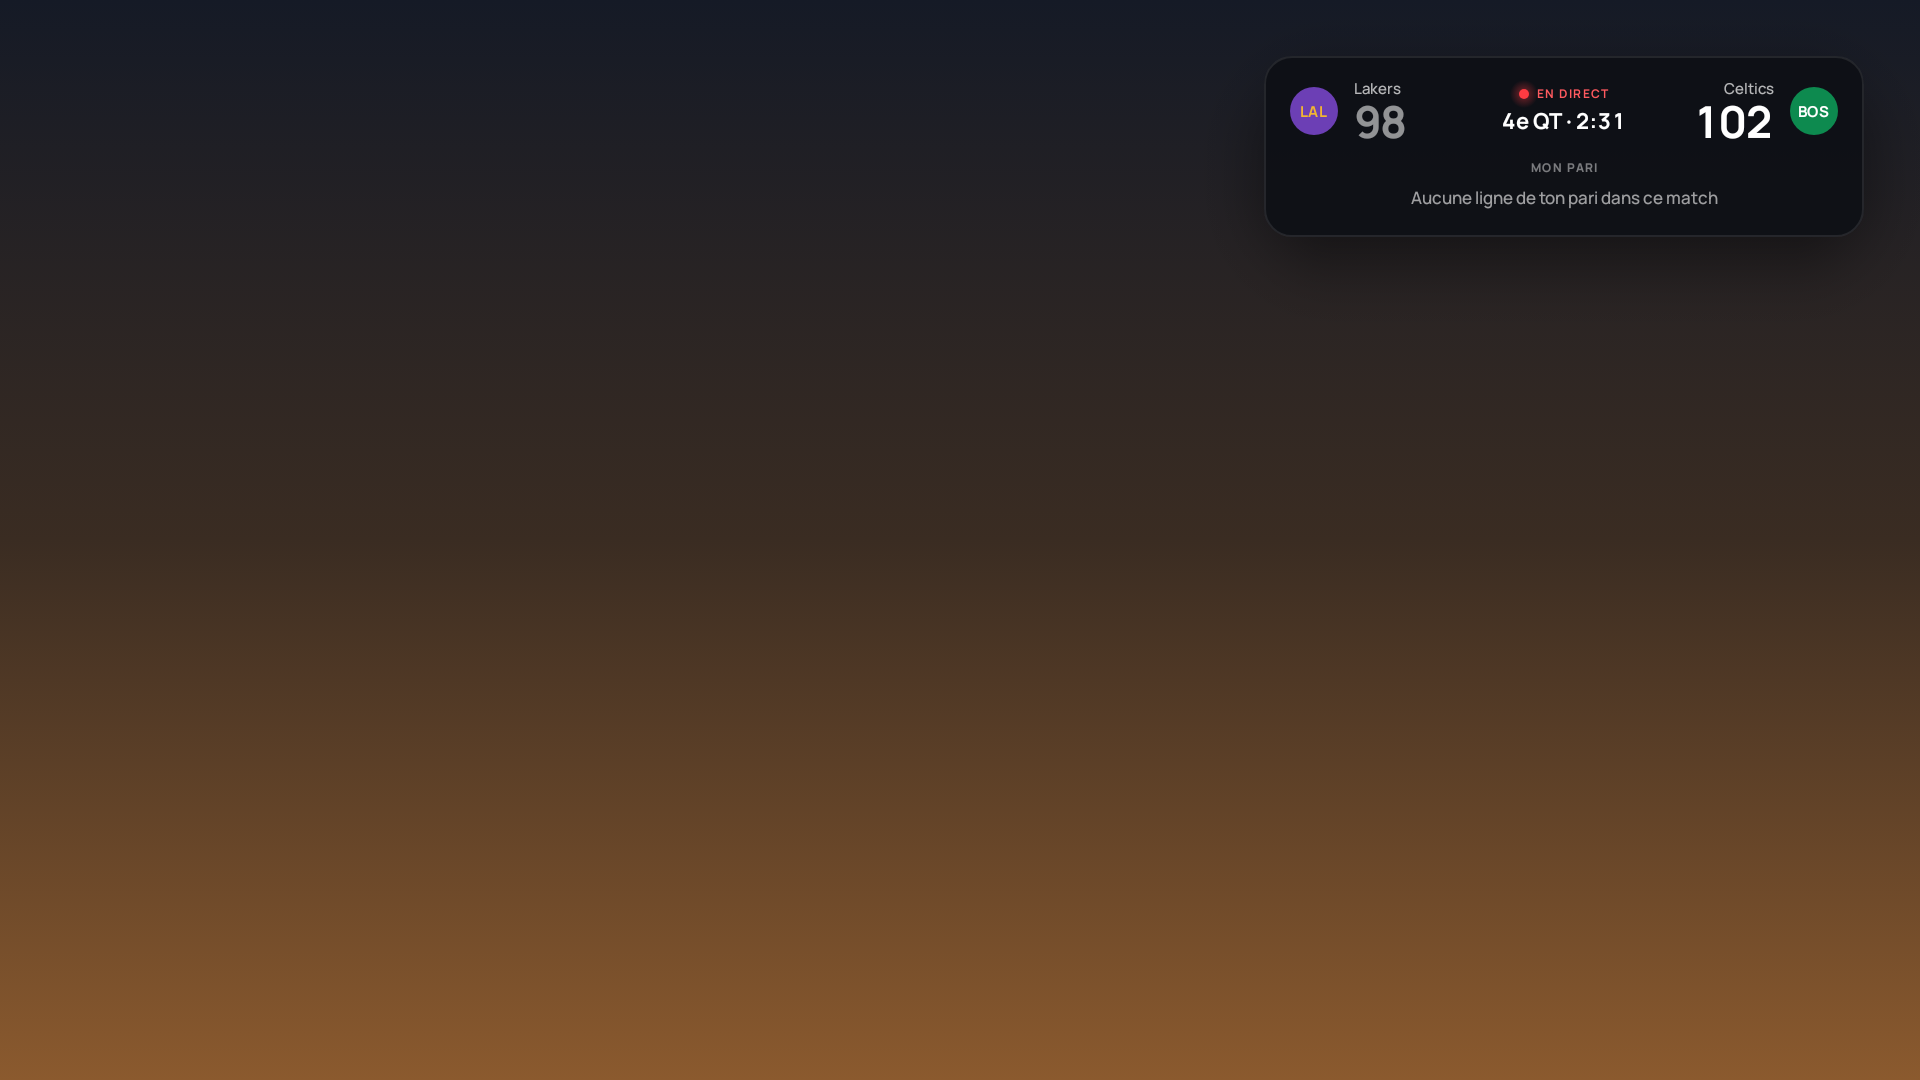 LAL
Lakers
98
EN DIRECT
4e QT · 2:31
Celtics
102
BOS
MON PARI
Aucune ligne de ton pari dans ce match